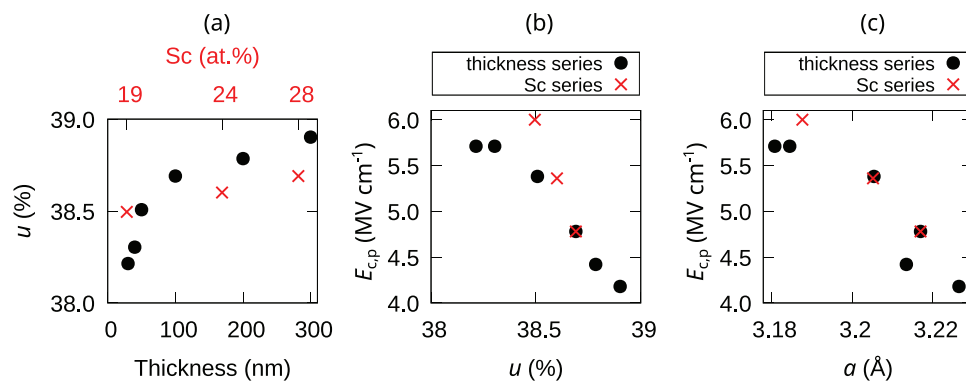 (a)
Sc (at.%)
19 24 28
39.0
38.5
38.0
u (%)
0 100 200 300
Thickness (nm)
(b)
thickness series
Sc series
6.0
5.5
5.0
4.5
4.0
E_{c,p} (MV cm^{-1})
38 38.5 39
u (%)
(c)
thickness series
Sc series
6.0
5.5
5.0
4.5
4.0
E_{c,p} (MV cm^{-1})
3.18 3.2 3.22
a (Å)